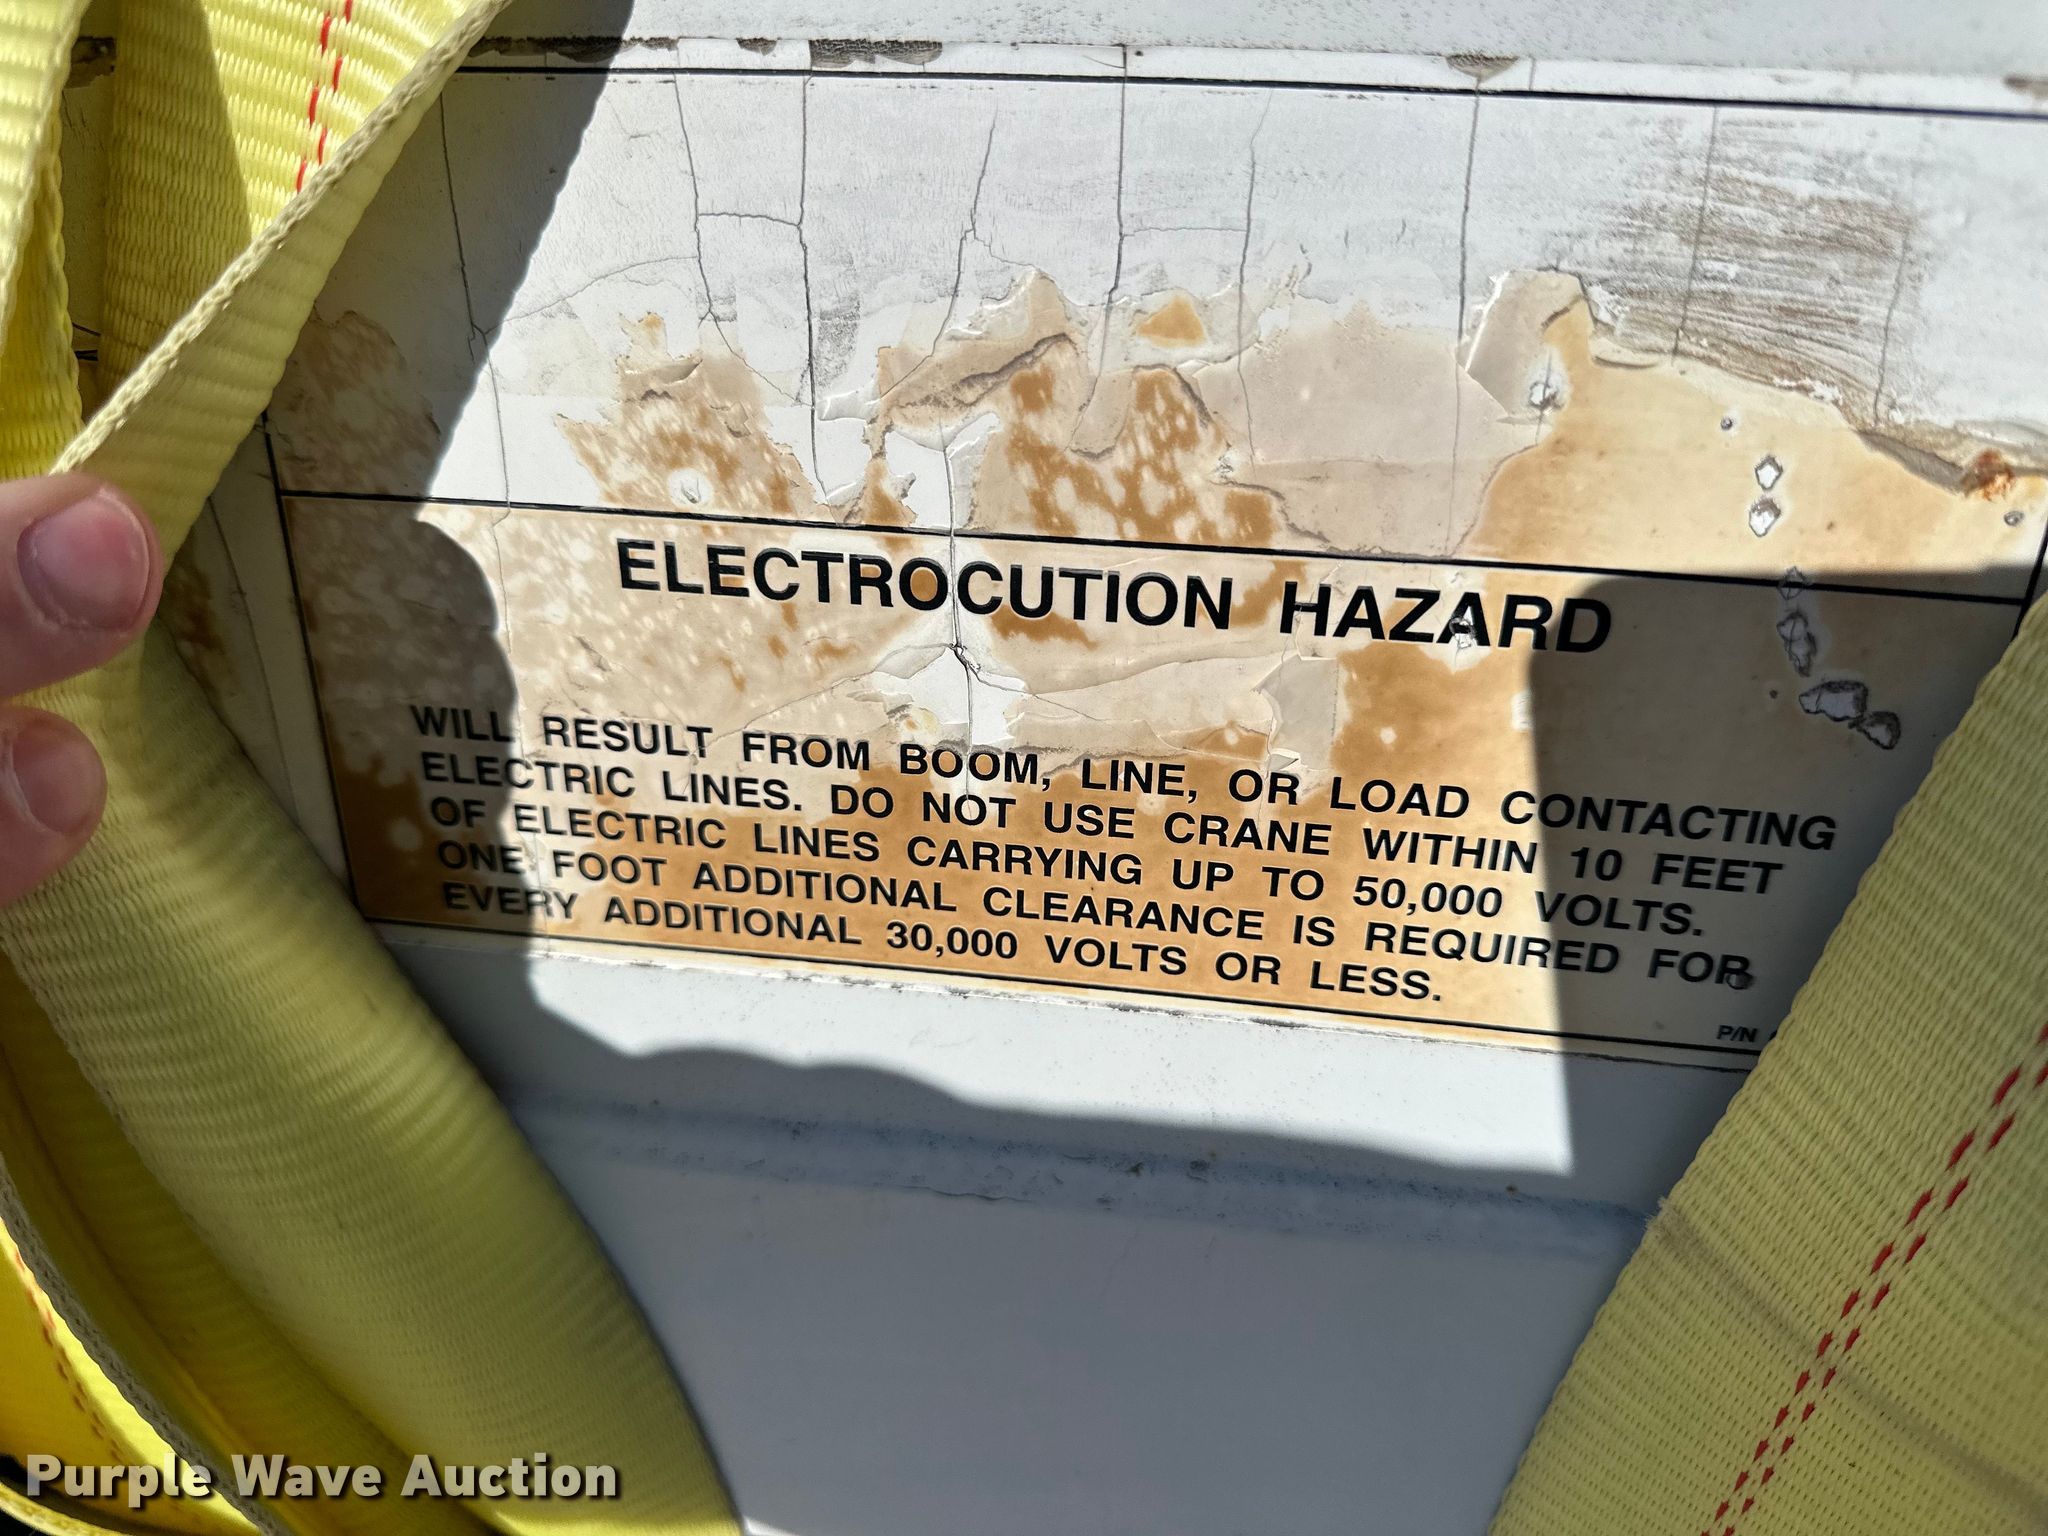 ELECTROCUTION HAZARD
WILL RESULT FROM BOOM, LINE, OR LOAD CONTACTING
ELECTRIC LINES. DO NOT USE CRANE WITHIN 10 FEET
OF ELECTRIC LINES CARRYING UP TO 50,000 VOLTS.
ONE FOOT ADDITIONAL CLEARANCE IS REQUIRED FOR
EVERY ADDITIONAL 30,000 VOLTS OR LESS.
P/N
Purple Wave Auction